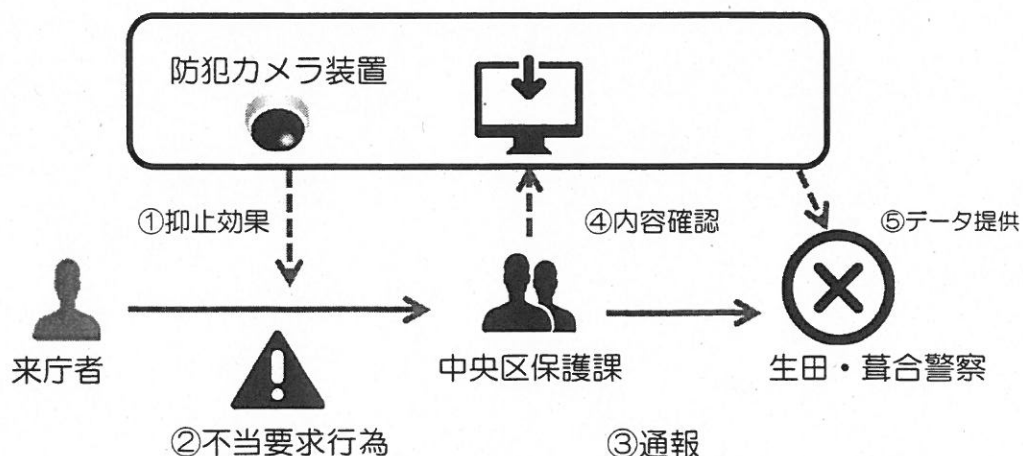 防犯カメラ装置
①抑止効果
④内容確認
⑤データ提供
来庁者
中央区保護課
生田・葺合警察
②不当要求行為
③通報